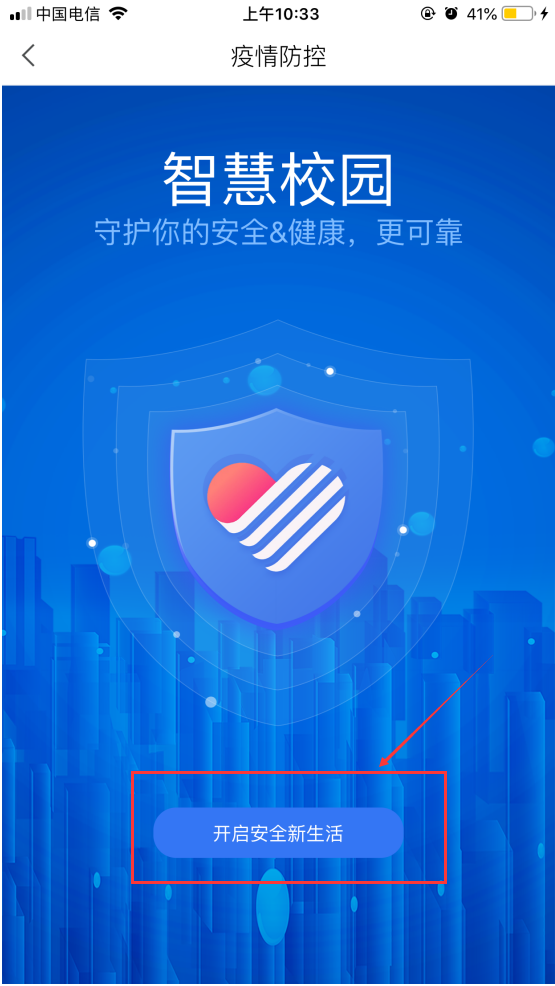 中国电信 上午10:33 41%
疫情防控
智慧校园
守护你的安全&健康，更可靠
开启安全新生活